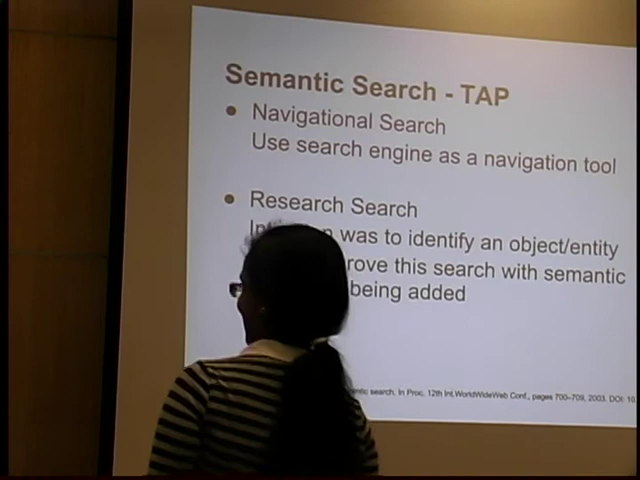 Semantic Search - TAP
• Navigational Search
Use search engine as a navigation tool
• Research Search
was to identify an object/entity
this search with semantic
being added
search. In Proc. 12th Int.WorldWideWeb Conf., pages 700–709, 2003. DOI: 10